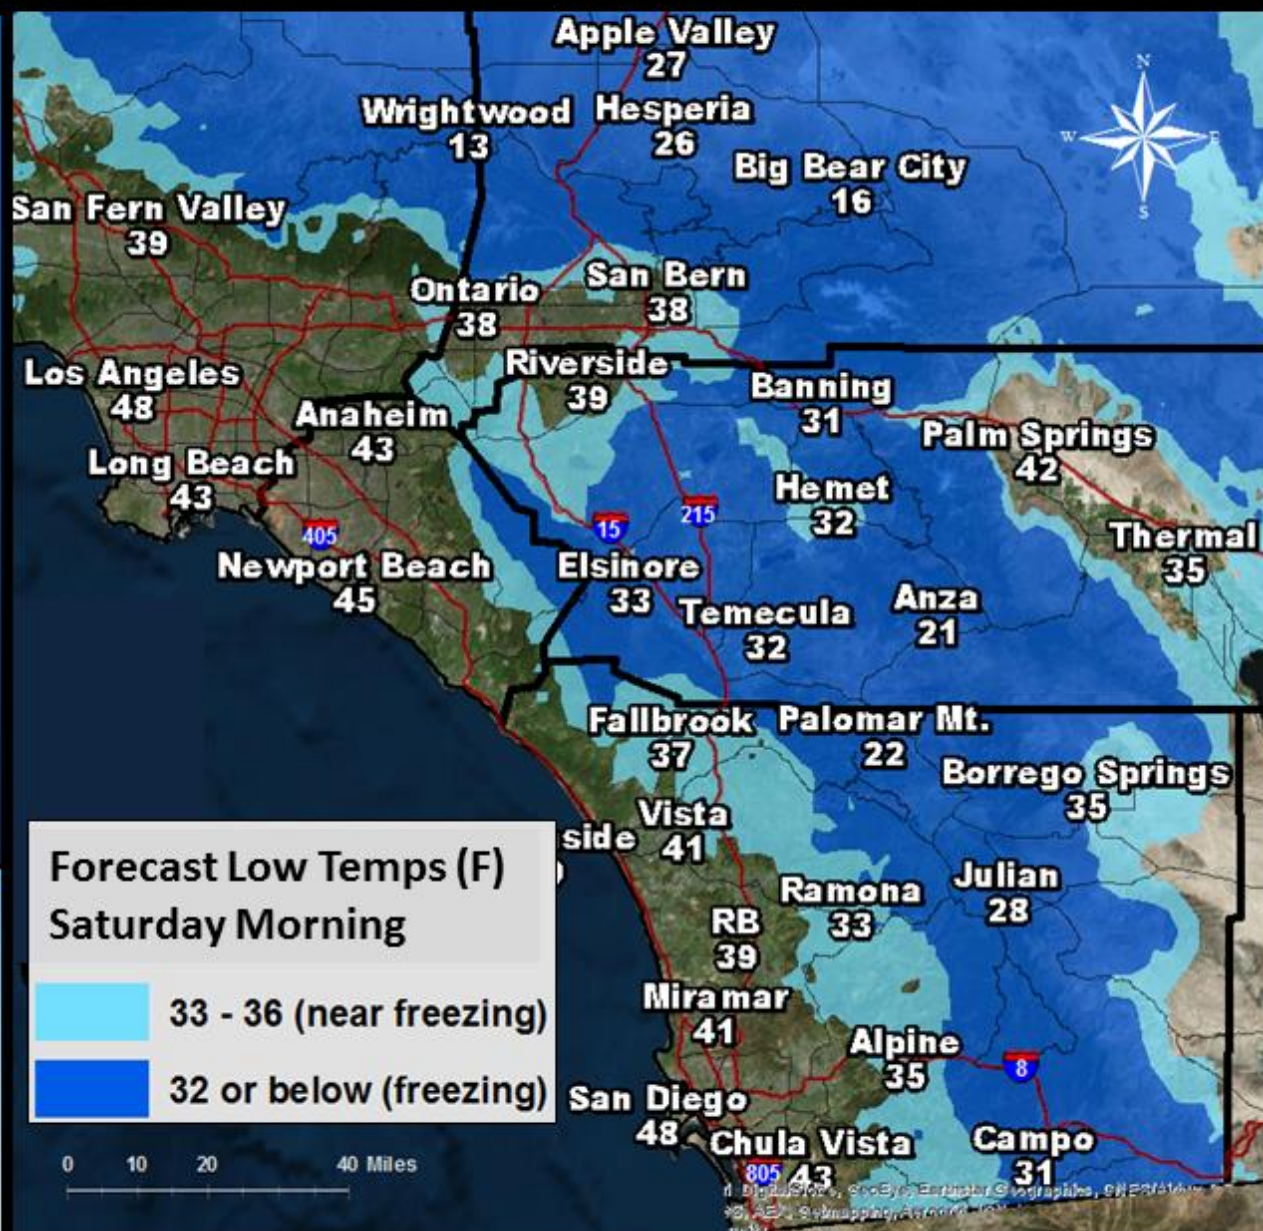 Apple Valley
27
Wrightwood
13
Hesperia
26
N
W
E
S
Big Bear City
16
San Fern Valley
39
Ontario
38
San Bern
38
Los Angeles
48
Riverside
39
Banning
31
Anaheim
43
Palm Springs
42
Long Beach
43
Hemet
32
405
15
215
Thermal
35
Newport Beach
45
Elsinore
33
Temecula
32
Anza
21
Fallbrook
37
Palomar Mt.
22
Borrego Springs
35
Vista
41
side
Forecast Low Temps (F)
Saturday Morning
33 - 36 (near freezing)
32 or below (freezing)
Ramona
33
Julian
28
RB
39
Miramar
41
Alpine
35
8
San Diego
48
Chula Vista
43
805
Campo
31
0 10 20 40 Miles
GeoEye, Earthstar Geographics,